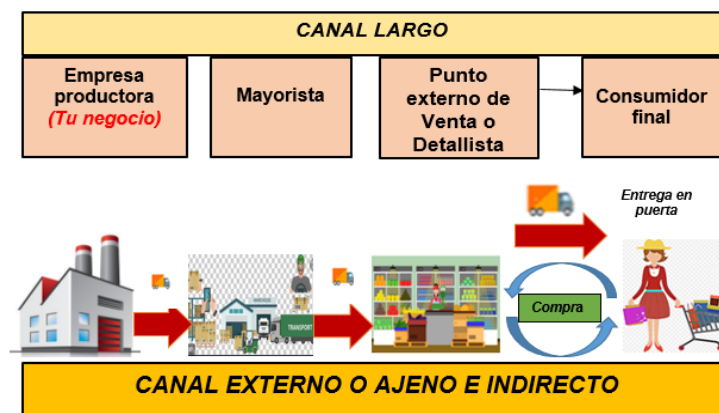 CANAL LARGO
Empresa
productora
(Tu negocio)
Mayorista
Punto
externo de
Venta o
Detallista
Consumidor
final
Entrega en
puerta
TRANSPORT
Compra
CANAL EXTERNO O AJENO E INDIRECTO